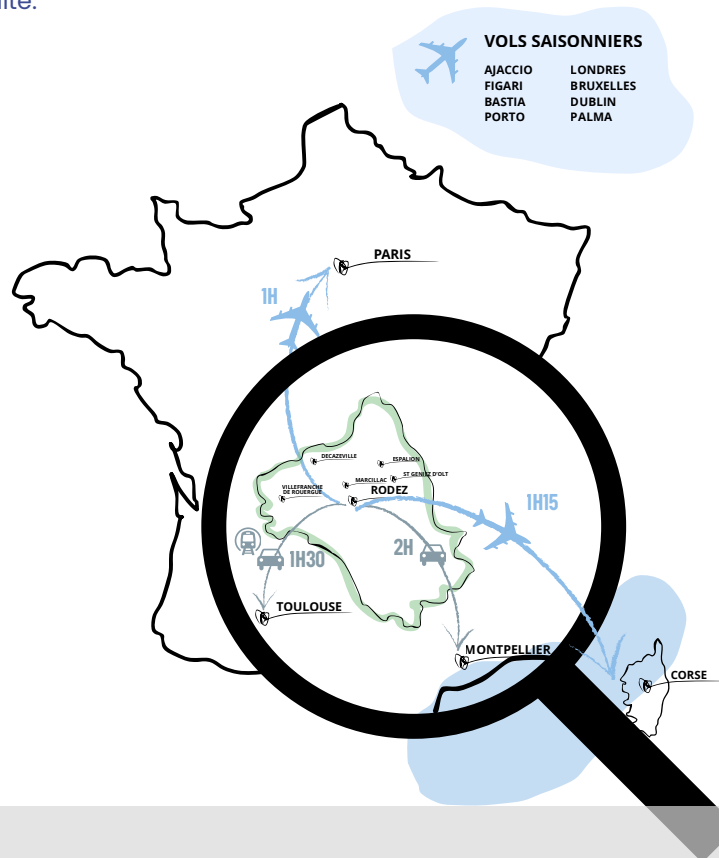 VOLS SAISONNIERS
AJACCIO LONDRES
FIGARI BRUXELLES
BASTIA DUBLIN
PORTO PALMA
PARIS
1H
DECAZEVILLE
ESPALION
ST GENIEZ D'OLT
MARCILLAC
VILLEFRANCHE
DE ROUERGUE
RODEZ
1H15
2H
1H30
TOULOUSE
MONTPELLIER
CORSE